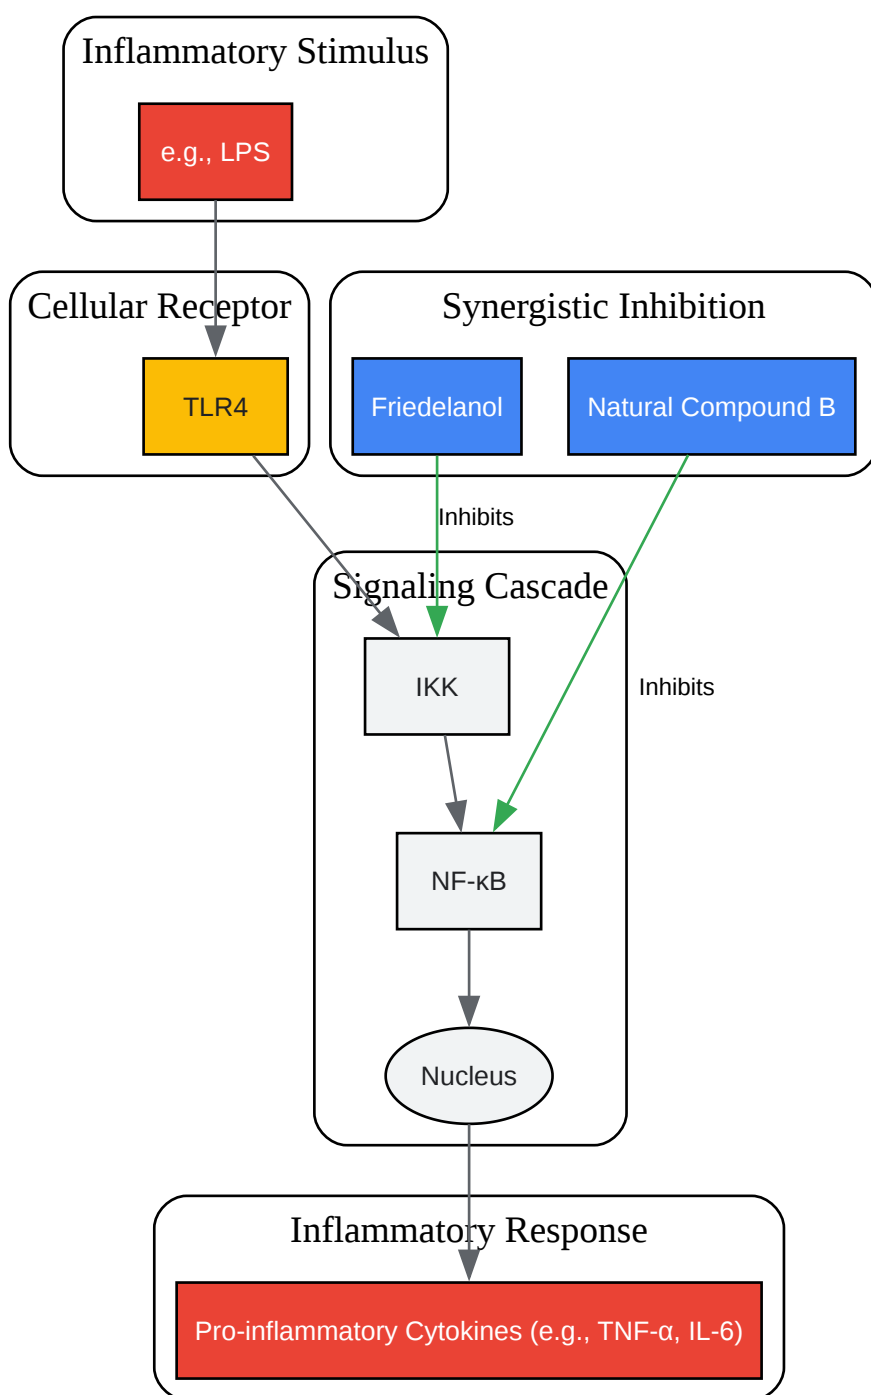 Inflammatory Stimulus
e.g., LPS
Cellular Receptor
TLR4
Synergistic Inhibition
Friedelanol
Natural Compound B
Inhibits
Signaling Cascade
IKK
Inhibits
NF-κB
Nucleus
Inflammatory Response
Pro-inflammatory Cytokines (e.g., TNF-α, IL-6)